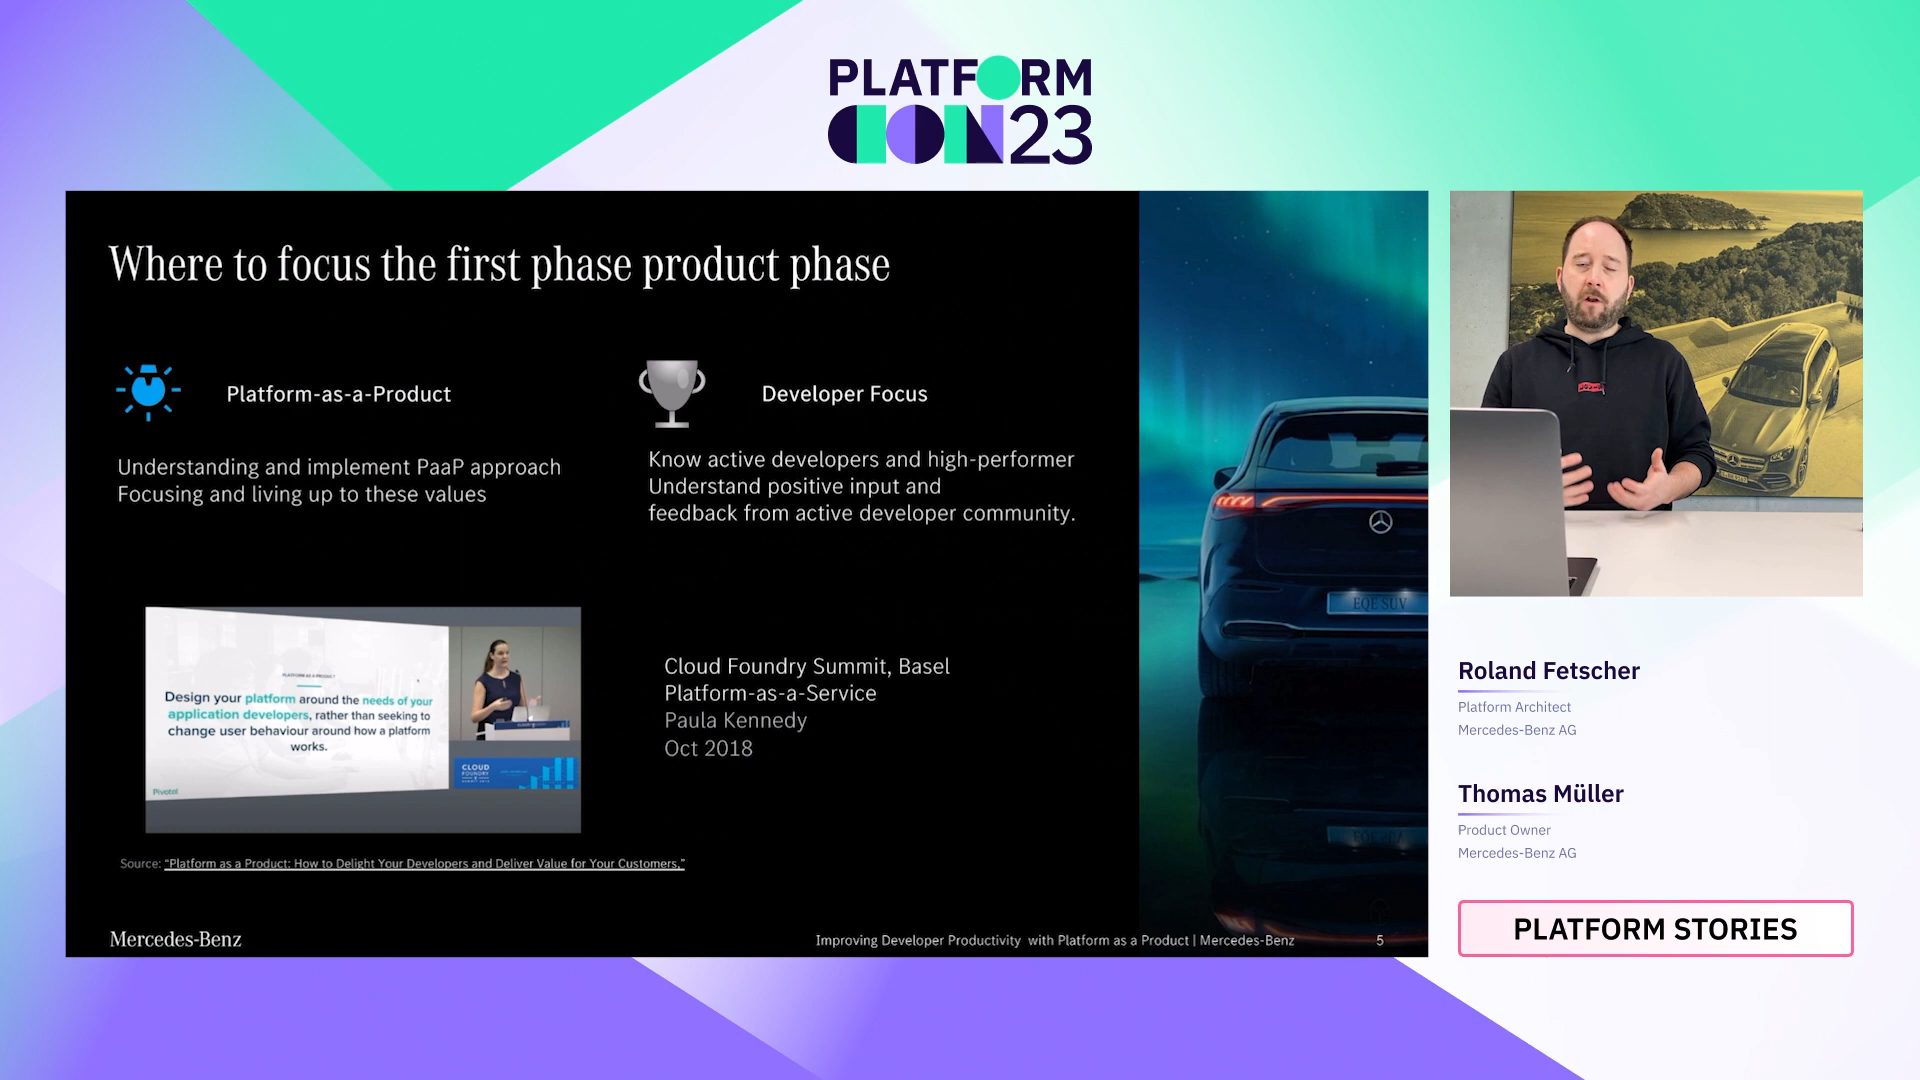 PLATFORM
CON23
Where to focus the first phase product phase
Platform-as-a-Product
Understanding and implement PaaP approach
Focusing and living up to these values
Developer Focus
Know active developers and high-performer
Understand positive input and
feedback from active developer community.
PLATFORM AS A PRODUCT
Design your platform around the needs of your
application developers, rather than seeking to
change user behaviour around how a platform
works.
Pivotal
CLOUD
FOUNDRY
Cloud Foundry Summit, Basel
Platform-as-a-Service
Paula Kennedy
Oct 2018
Source: “Platform as a Product: How to Delight Your Developers and Deliver Value for Your Customers,”
EQE SUV
Mercedes-Benz
Improving Developer Productivity with Platform as a Product | Mercedes-Benz
5
Roland Fetscher
Platform Architect
Mercedes-Benz AG
Thomas Müller
Product Owner
Mercedes-Benz AG
PLATFORM STORIES